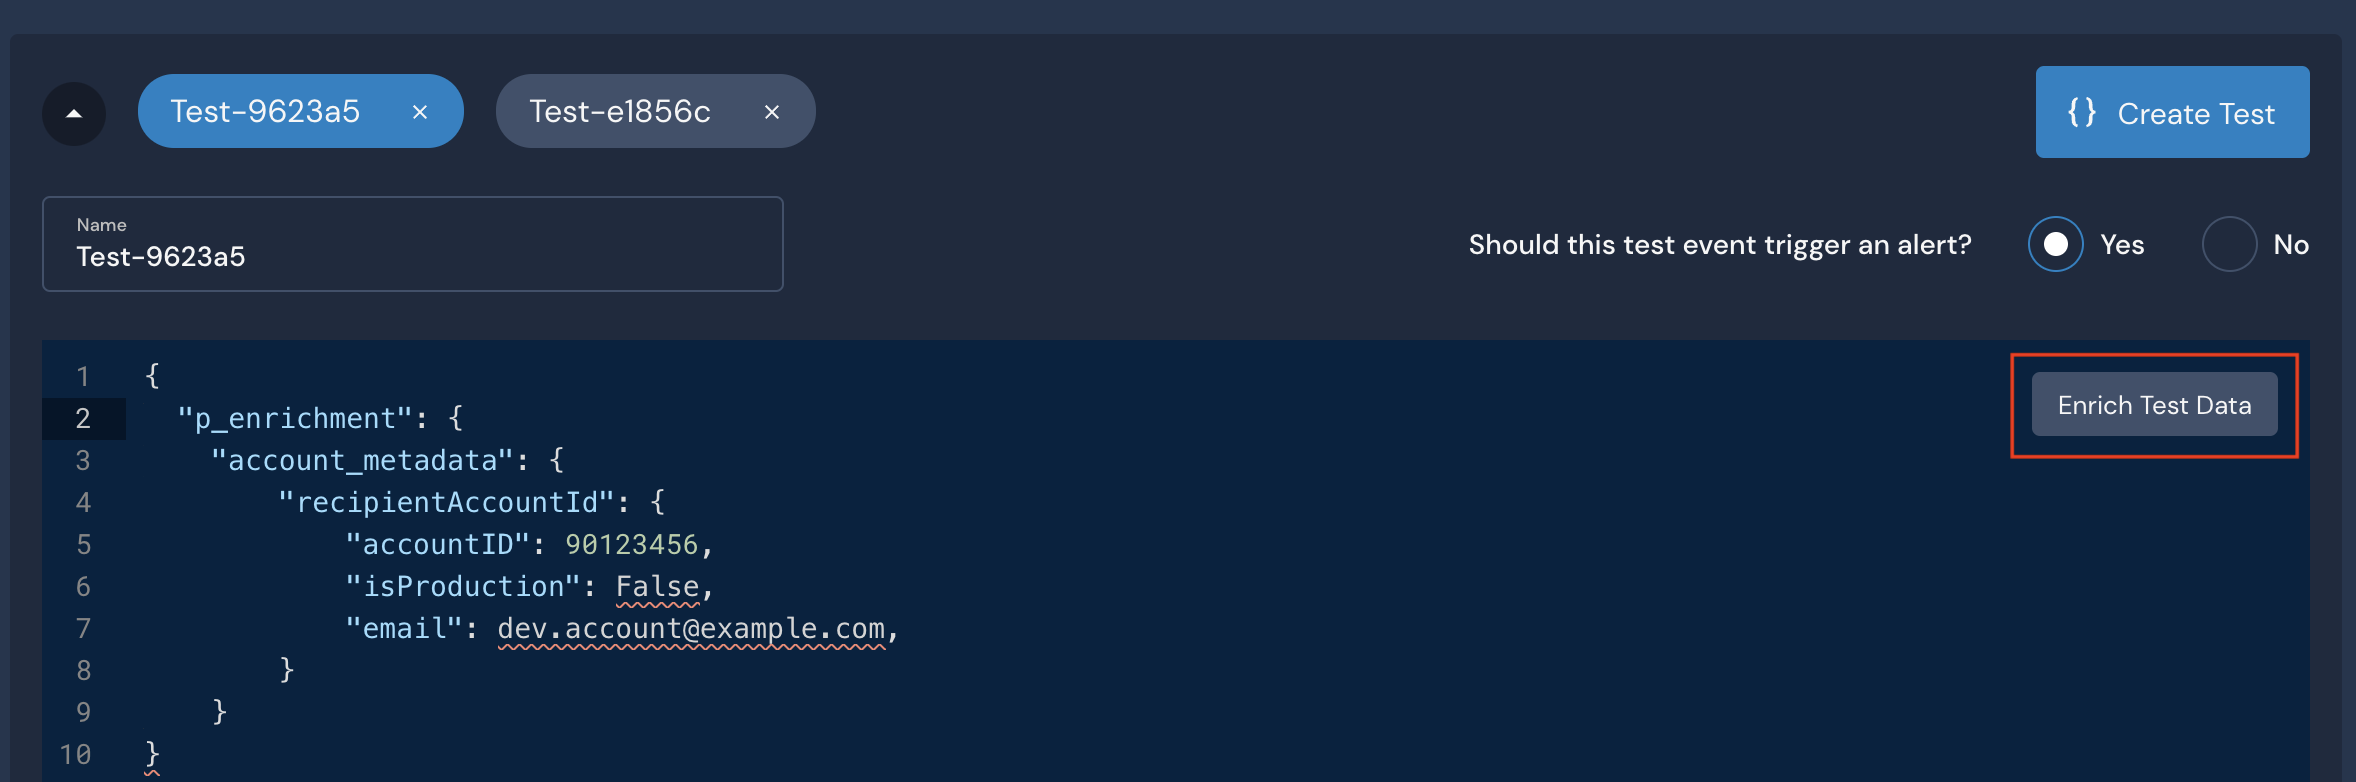 Test-9623a5 ×
Test-e1856c ×
{} Create Test
Name
Test-9623a5
Should this test event trigger an alert? Yes No
Enrich Test Data
1 {
2   "p_enrichment": {
3     "account_metadata": {
4         "recipientAccountId": {
5             "accountID": 90123456,
6             "isProduction": False,
7             "email": dev.account@example.com,
8         }
9     }
10 }